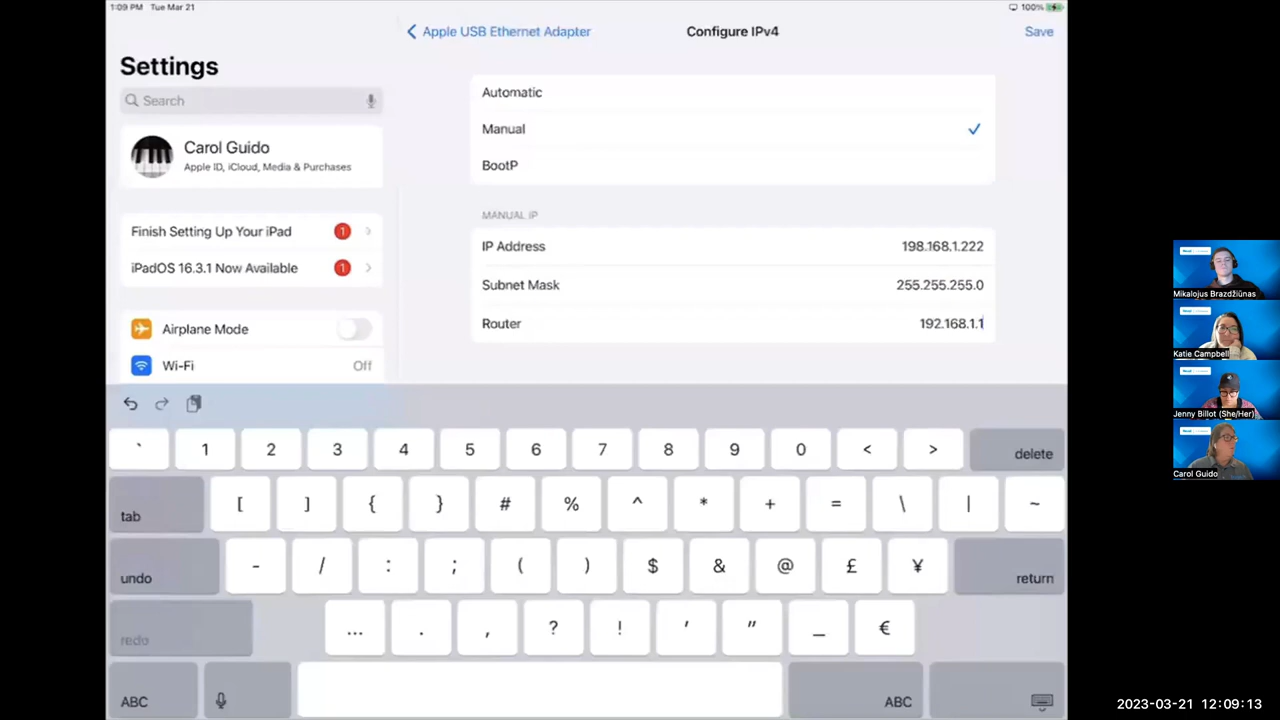 1:09 PM Tue Mar 21
100%
Apple USB Ethernet Adapter
Configure IPv4
Save
Settings
Search
Carol Guido
Apple ID, iCloud, Media & Purchases
Finish Setting Up Your iPad 1
iPadOS 16.3.1 Now Available 1
Airplane Mode
Wi-Fi Off
Automatic
Manual
BootP
MANUAL IP
IP Address 198.168.1.222
Subnet Mask 255.255.255.0
Router 192.168.1.1
` 1 2 3 4 5 6 7 8 9 0 < > delete
tab [ ] { } # % ^ * + = \ | ~
undo - / : ; ( ) $ & @ £ ¥ return
redo ... . , ? ! ' " _ €
ABC ABC
Mikalojus Brazdžiūnas
Katie Campbell
Jenny Billot (She/Her)
Carol Guido
2023-03-21 12:09:13